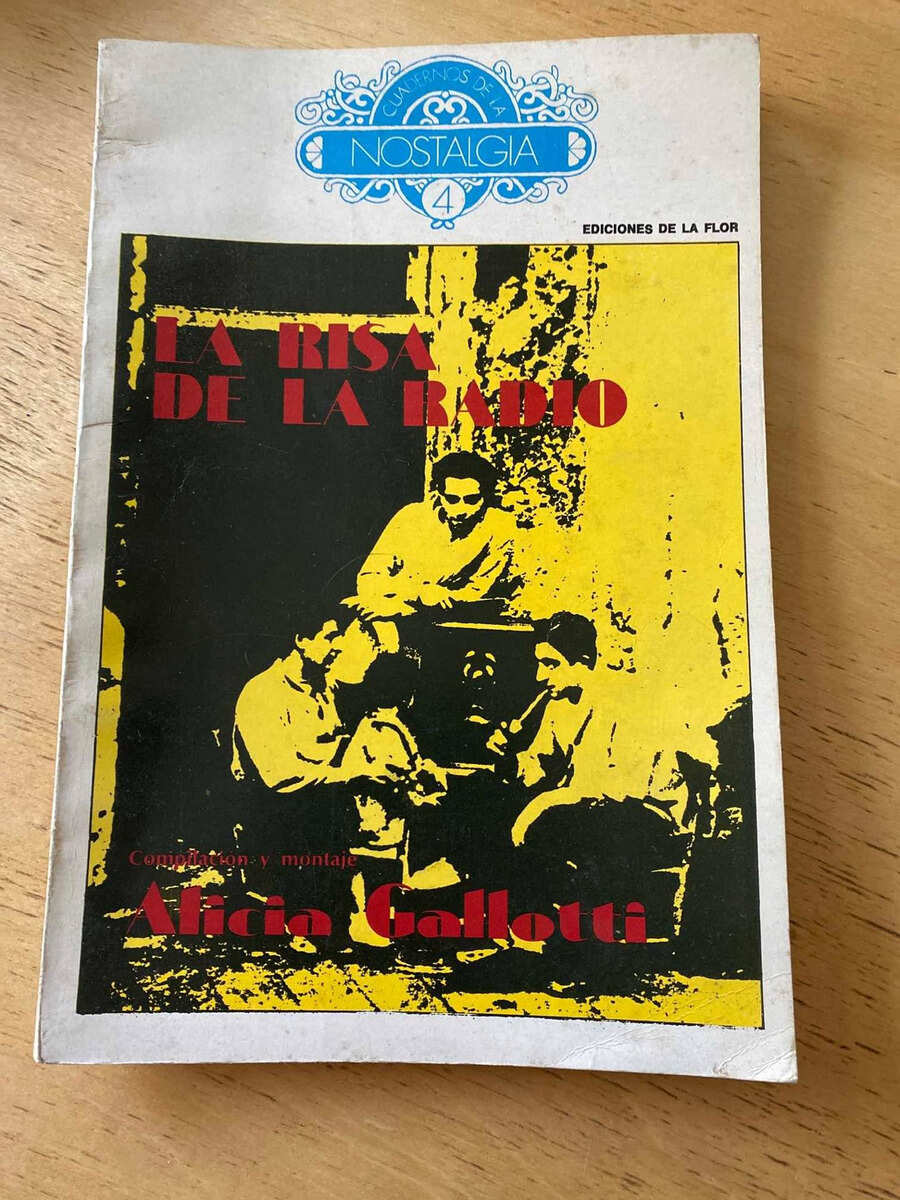 CUADERNOS DE LA
NOSTALGIA
4
EDICIONES DE LA FLOR
LA RISA
DE LA RADIO
Compilación y montaje
Alicia Gallotti